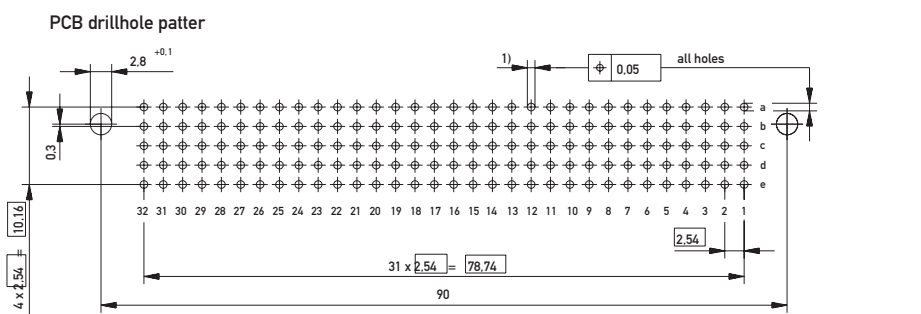 PCB drillhole patter
2,8 +0,1
1)
0,05
all holes
a
b
c
d
e
0,3
32 31 30 29 28 27 26 25 24 23 22 21 20 19 18 17 16 15 14 13 12 11 10 9 8 7 6 5 4 3 2 1
2,54
4 x 2,54 = 10,16
31 x 2,54 = 78,74
90